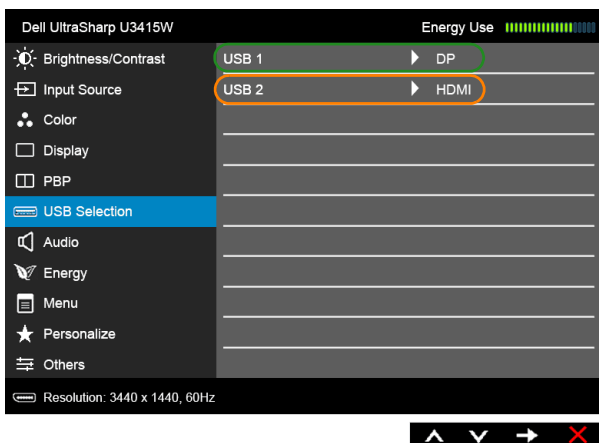 Dell UltraSharp U3415W Energy Use
Brightness/Contrast USB 1 DP
Input Source USB 2 HDMI
Color
Display
PBP
USB Selection
Audio
Energy
Menu
Personalize
Others
Resolution: 3440 x 1440, 60Hz